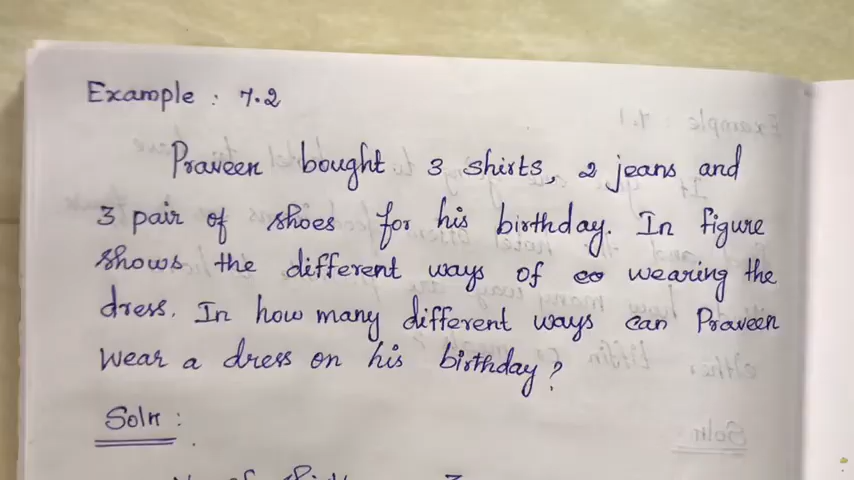 Example : 7.2
Praveen bought 3 shirts, 2 jeans and
3 pair of shoes for his birthday. In figure
shows the different ways of wearing the
dress. In how many different ways can Praveen
wear a dress on his birthday?
Soln :